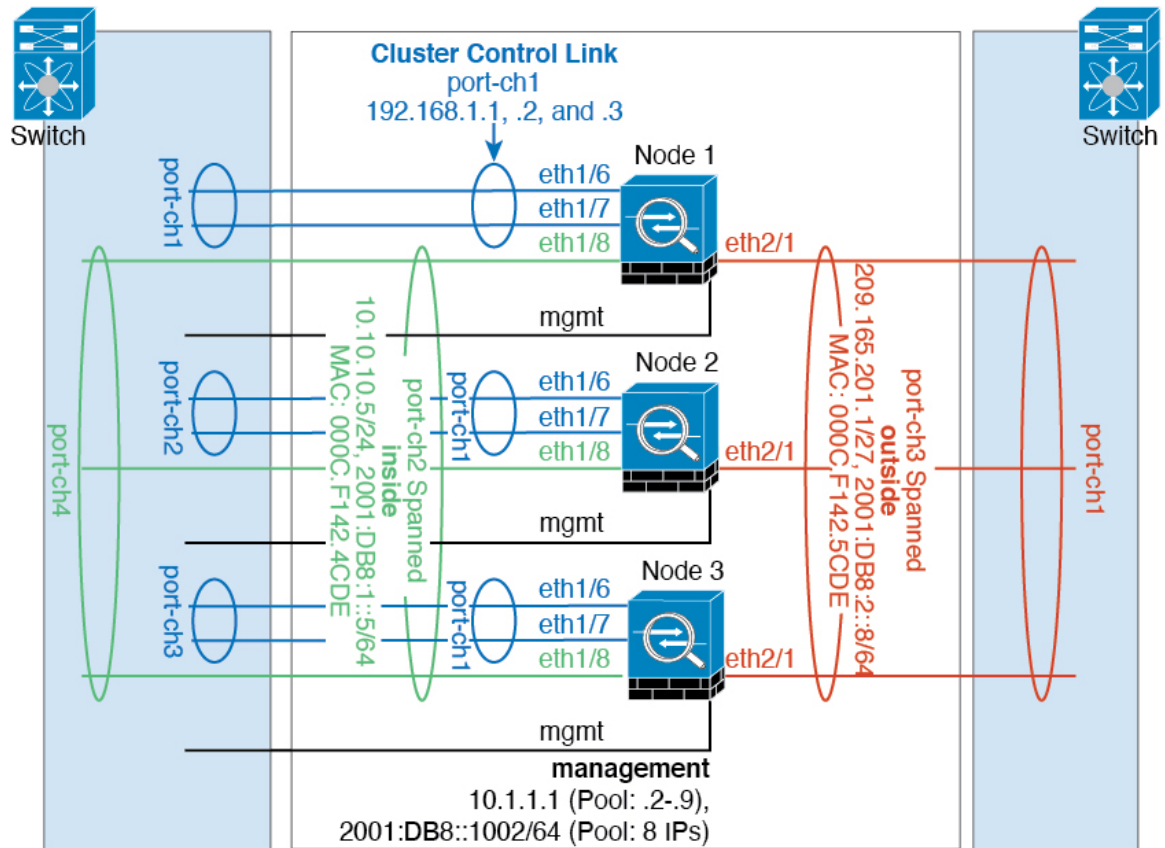 Switch
Switch
Cluster Control Link
port-ch1
192.168.1.1, .2, and .3
Node 1
port-ch1
eth1/6
eth1/7
eth1/8
eth2/1
mgmt
Node 2
port-ch2
port-ch1
eth1/6
eth1/7
eth1/8
eth2/1
mgmt
Node 3
port-ch3
port-ch1
eth1/6
eth1/7
eth1/8
eth2/1
mgmt
port-ch4
port-ch2 Spanned
inside
10.10.10.5/24, 2001:DB8:1::5/64
MAC: 000C.F142.4CDE
port-ch3 Spanned
outside
209.165.201.1/27, 2001:DB8:2::8/64
MAC: 000C.F142.5CDE
port-ch1
management
10.1.1.1 (Pool: .2-.9),
2001:DB8::1002/64 (Pool: 8 IPs)